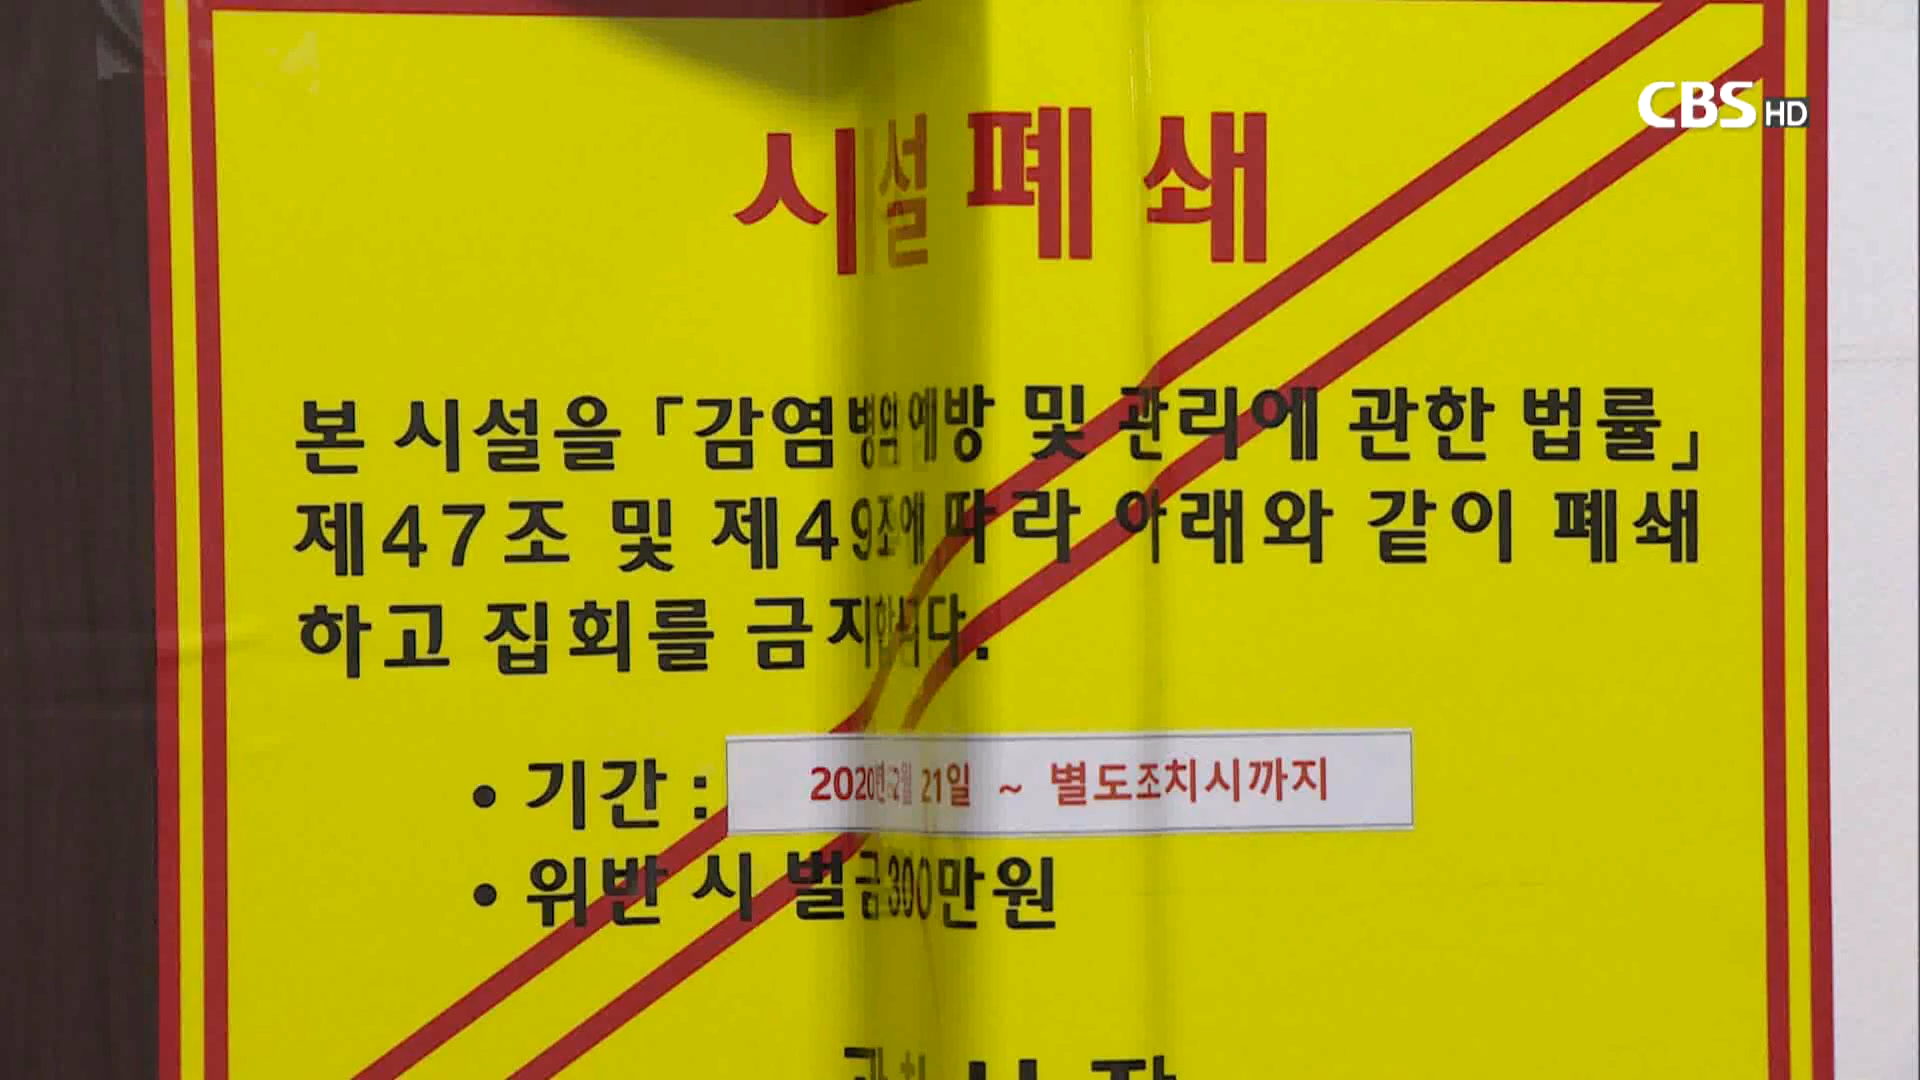 CBS HD
시설폐쇄
본 시설을 「감염병의 예방 및 관리에 관한 법률」
제47조 및 제49조에 따라 아래와 같이 폐쇄
하고 집회를 금지합니다.
• 기간 : 2020년 2월 21일 ~ 별도조치시까지
• 위반 시 벌금300만원